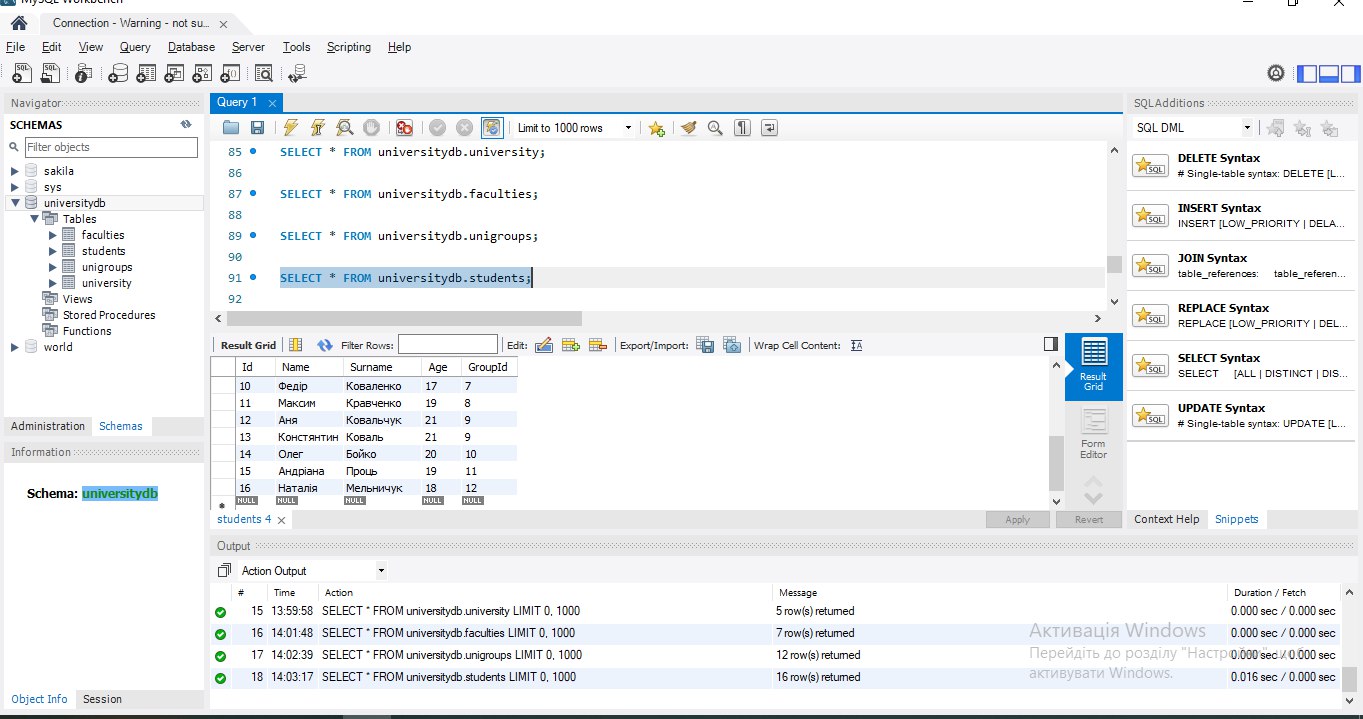 MySQL Workbench
Connection - Warning - not su...
File Edit View Query Database Server Tools Scripting Help
Navigator
SCHEMAS
Filter objects
sakila
sys
universitydb
Tables
faculties
students
unigroups
university
Views
Stored Procedures
Functions
world
Administration Schemas
Information
Schema: universitydb
Object Info Session
Query 1
Limit to 1000 rows
85 SELECT * FROM universitydb.university;
86
87 SELECT * FROM universitydb.faculties;
88
89 SELECT * FROM universitydb.unigroups;
90
91 SELECT * FROM universitydb.students;
92
Result Grid Filter Rows: Edit: Export/Import: Wrap Cell Content:
Id Name Surname Age GroupId
10 Федір Коваленко 17 7
11 Максим Кравченко 19 8
12 Аня Ковальчук 21 9
13 Констянтин Коваль 21 9
14 Олег Бойко 20 10
15 Андріана Проць 19 11
16 Наталія Мельничук 18 12
NULL NULL NULL NULL NULL
Result
Grid
Form
Editor
students 4 Apply Revert
SQLAdditions
SQL DML
DELETE Syntax
# Single-table syntax: DELETE [L...
INSERT Syntax
INSERT [LOW_PRIORITY | DELA...
JOIN Syntax
table_references: table_referen...
REPLACE Syntax
REPLACE [LOW_PRIORITY | DEL...
SELECT Syntax
SELECT [ALL | DISTINCT | DIS...
UPDATE Syntax
# Single-table syntax: UPDATE [L...
Context Help Snippets
Output
Action Output
# Time Action Message Duration / Fetch
15 13:59:58 SELECT * FROM universitydb.university LIMIT 0, 1000 5 row(s) returned 0.000 sec / 0.000 sec
16 14:01:48 SELECT * FROM universitydb.faculties LIMIT 0, 1000 7 row(s) returned 0.000 sec / 0.000 sec
17 14:02:39 SELECT * FROM universitydb.unigroups LIMIT 0, 1000 12 row(s) returned 0.000 sec / 0.000 sec
18 14:03:17 SELECT * FROM universitydb.students LIMIT 0, 1000 16 row(s) returned 0.016 sec / 0.000 sec
Активація Windows
Перейдіть до розділу
активувати Windows.